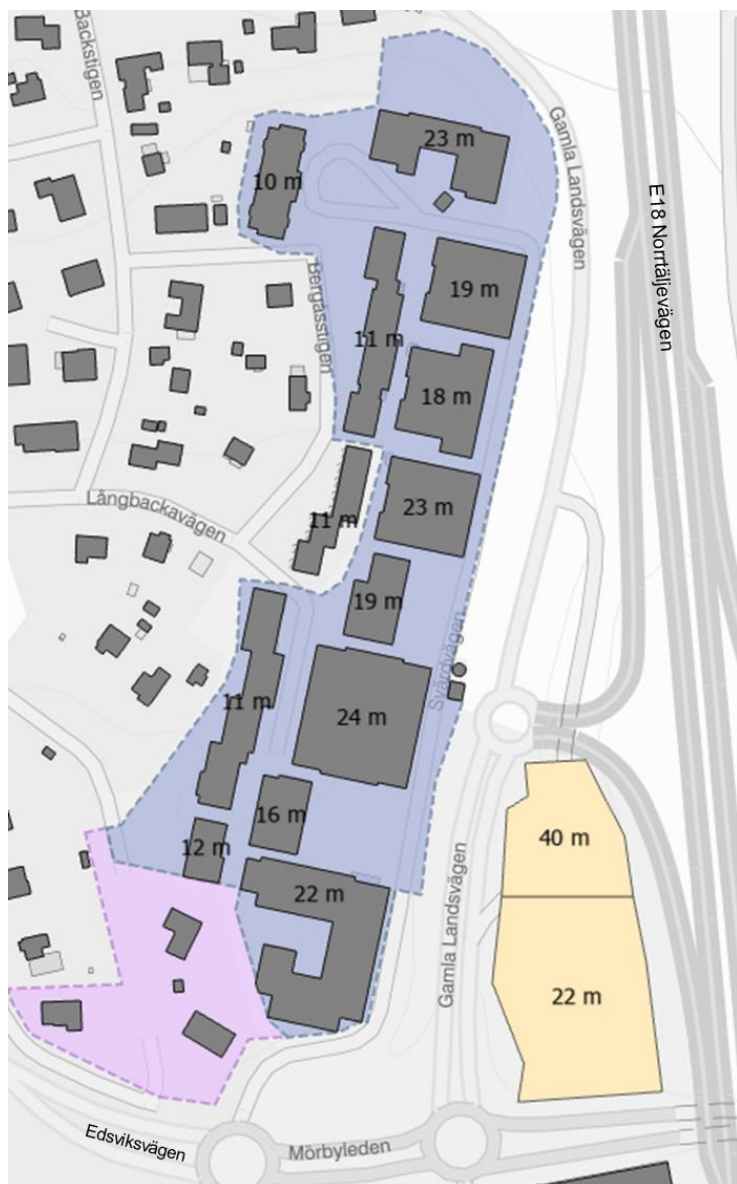 Backstigen
23 m
Gamla Landsvägen
10 m
E18 Norrtäljevägen
19 m
Bergåsstigen
11 m
18 m
Långbackavägen
11 m
23 m
19 m
Svärdvägen
11 m
24 m
16 m
40 m
12 m
22 m
Gamla Landsvägen
22 m
Edsviksvägen
Mörbyleden